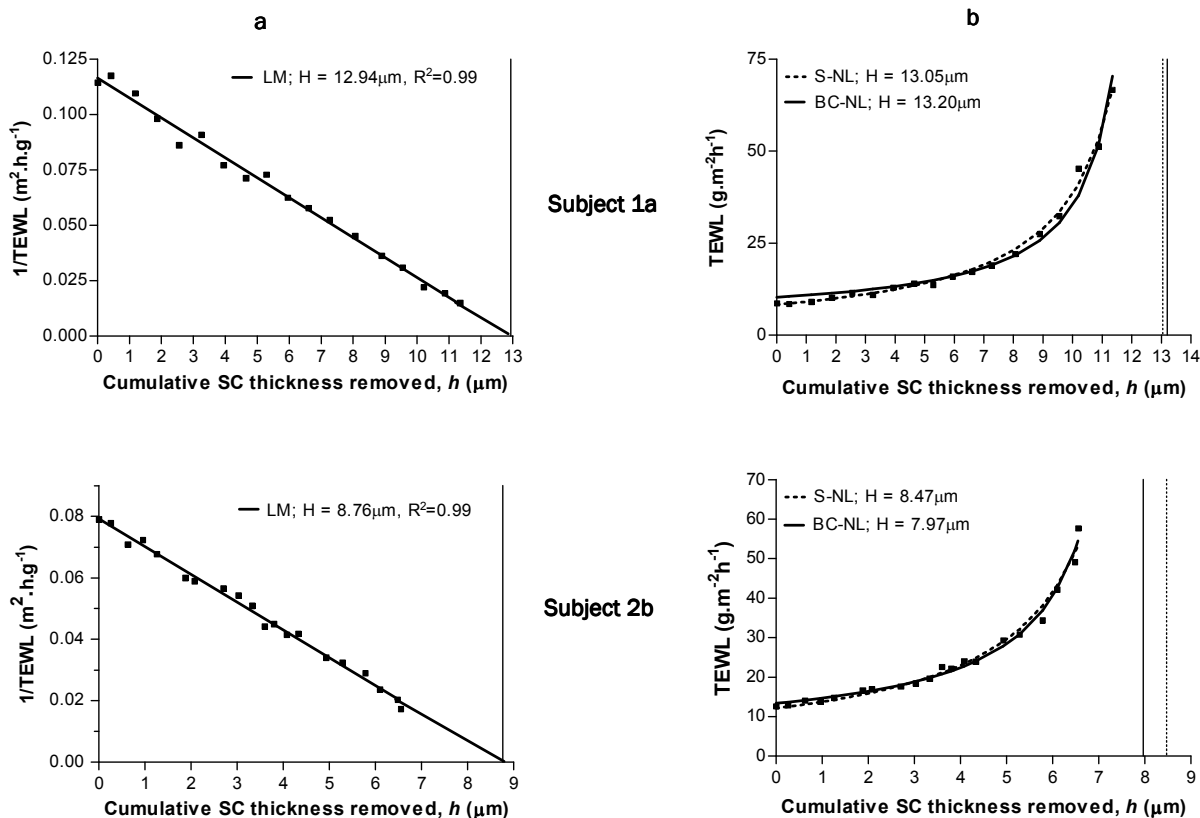 a
b
0.125
0.100
0.075
0.050
0.025
0.000
1/TEWL (m².h.g⁻¹)
LM; H = 12.94μm, R²=0.99
0 1 2 3 4 5 6 7 8 9 10 11 12 13
Cumulative SC thickness removed, h (μm)
Subject 1a
75
50
25
0
TEWL (g.m⁻²h⁻¹)
S-NL; H = 13.05μm
BC-NL; H = 13.20μm
0 1 2 3 4 5 6 7 8 9 10 11 12 13 14
Cumulative SC thickness removed, h (μm)
0.08
0.06
0.04
0.02
0.00
1/TEWL (m².h.g⁻¹)
LM; H = 8.76μm, R²=0.99
0 1 2 3 4 5 6 7 8 9
Cumulative SC thickness removed, h (μm)
Subject 2b
70
60
50
40
30
20
10
0
TEWL (g.m⁻²h⁻¹)
S-NL; H = 8.47μm
BC-NL; H = 7.97μm
0 1 2 3 4 5 6 7 8 9
Cumulative SC thickness removed, h (μm)